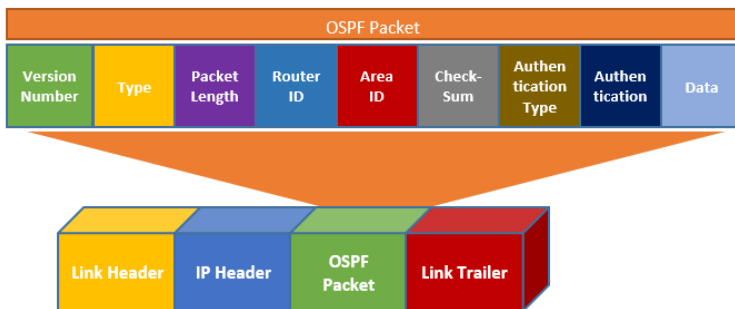 OSPF Packet
Version
Number
Type
Packet
Length
Router
ID
Area
ID
Check-
Sum
Authen
tication
Type
Authen
tication
Data
Link Header
IP Header
OSPF
Packet
Link Trailer